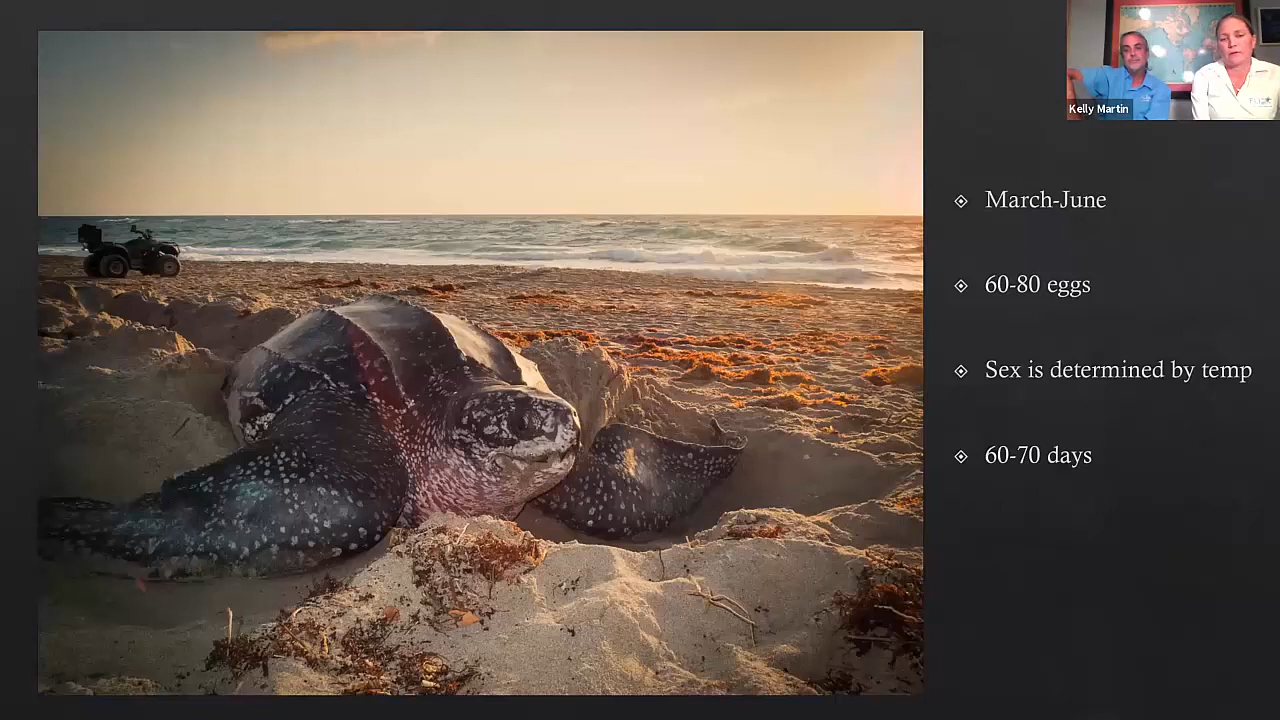 Kelly Martin
March-June
60-80 eggs
Sex is determined by temp
60-70 days